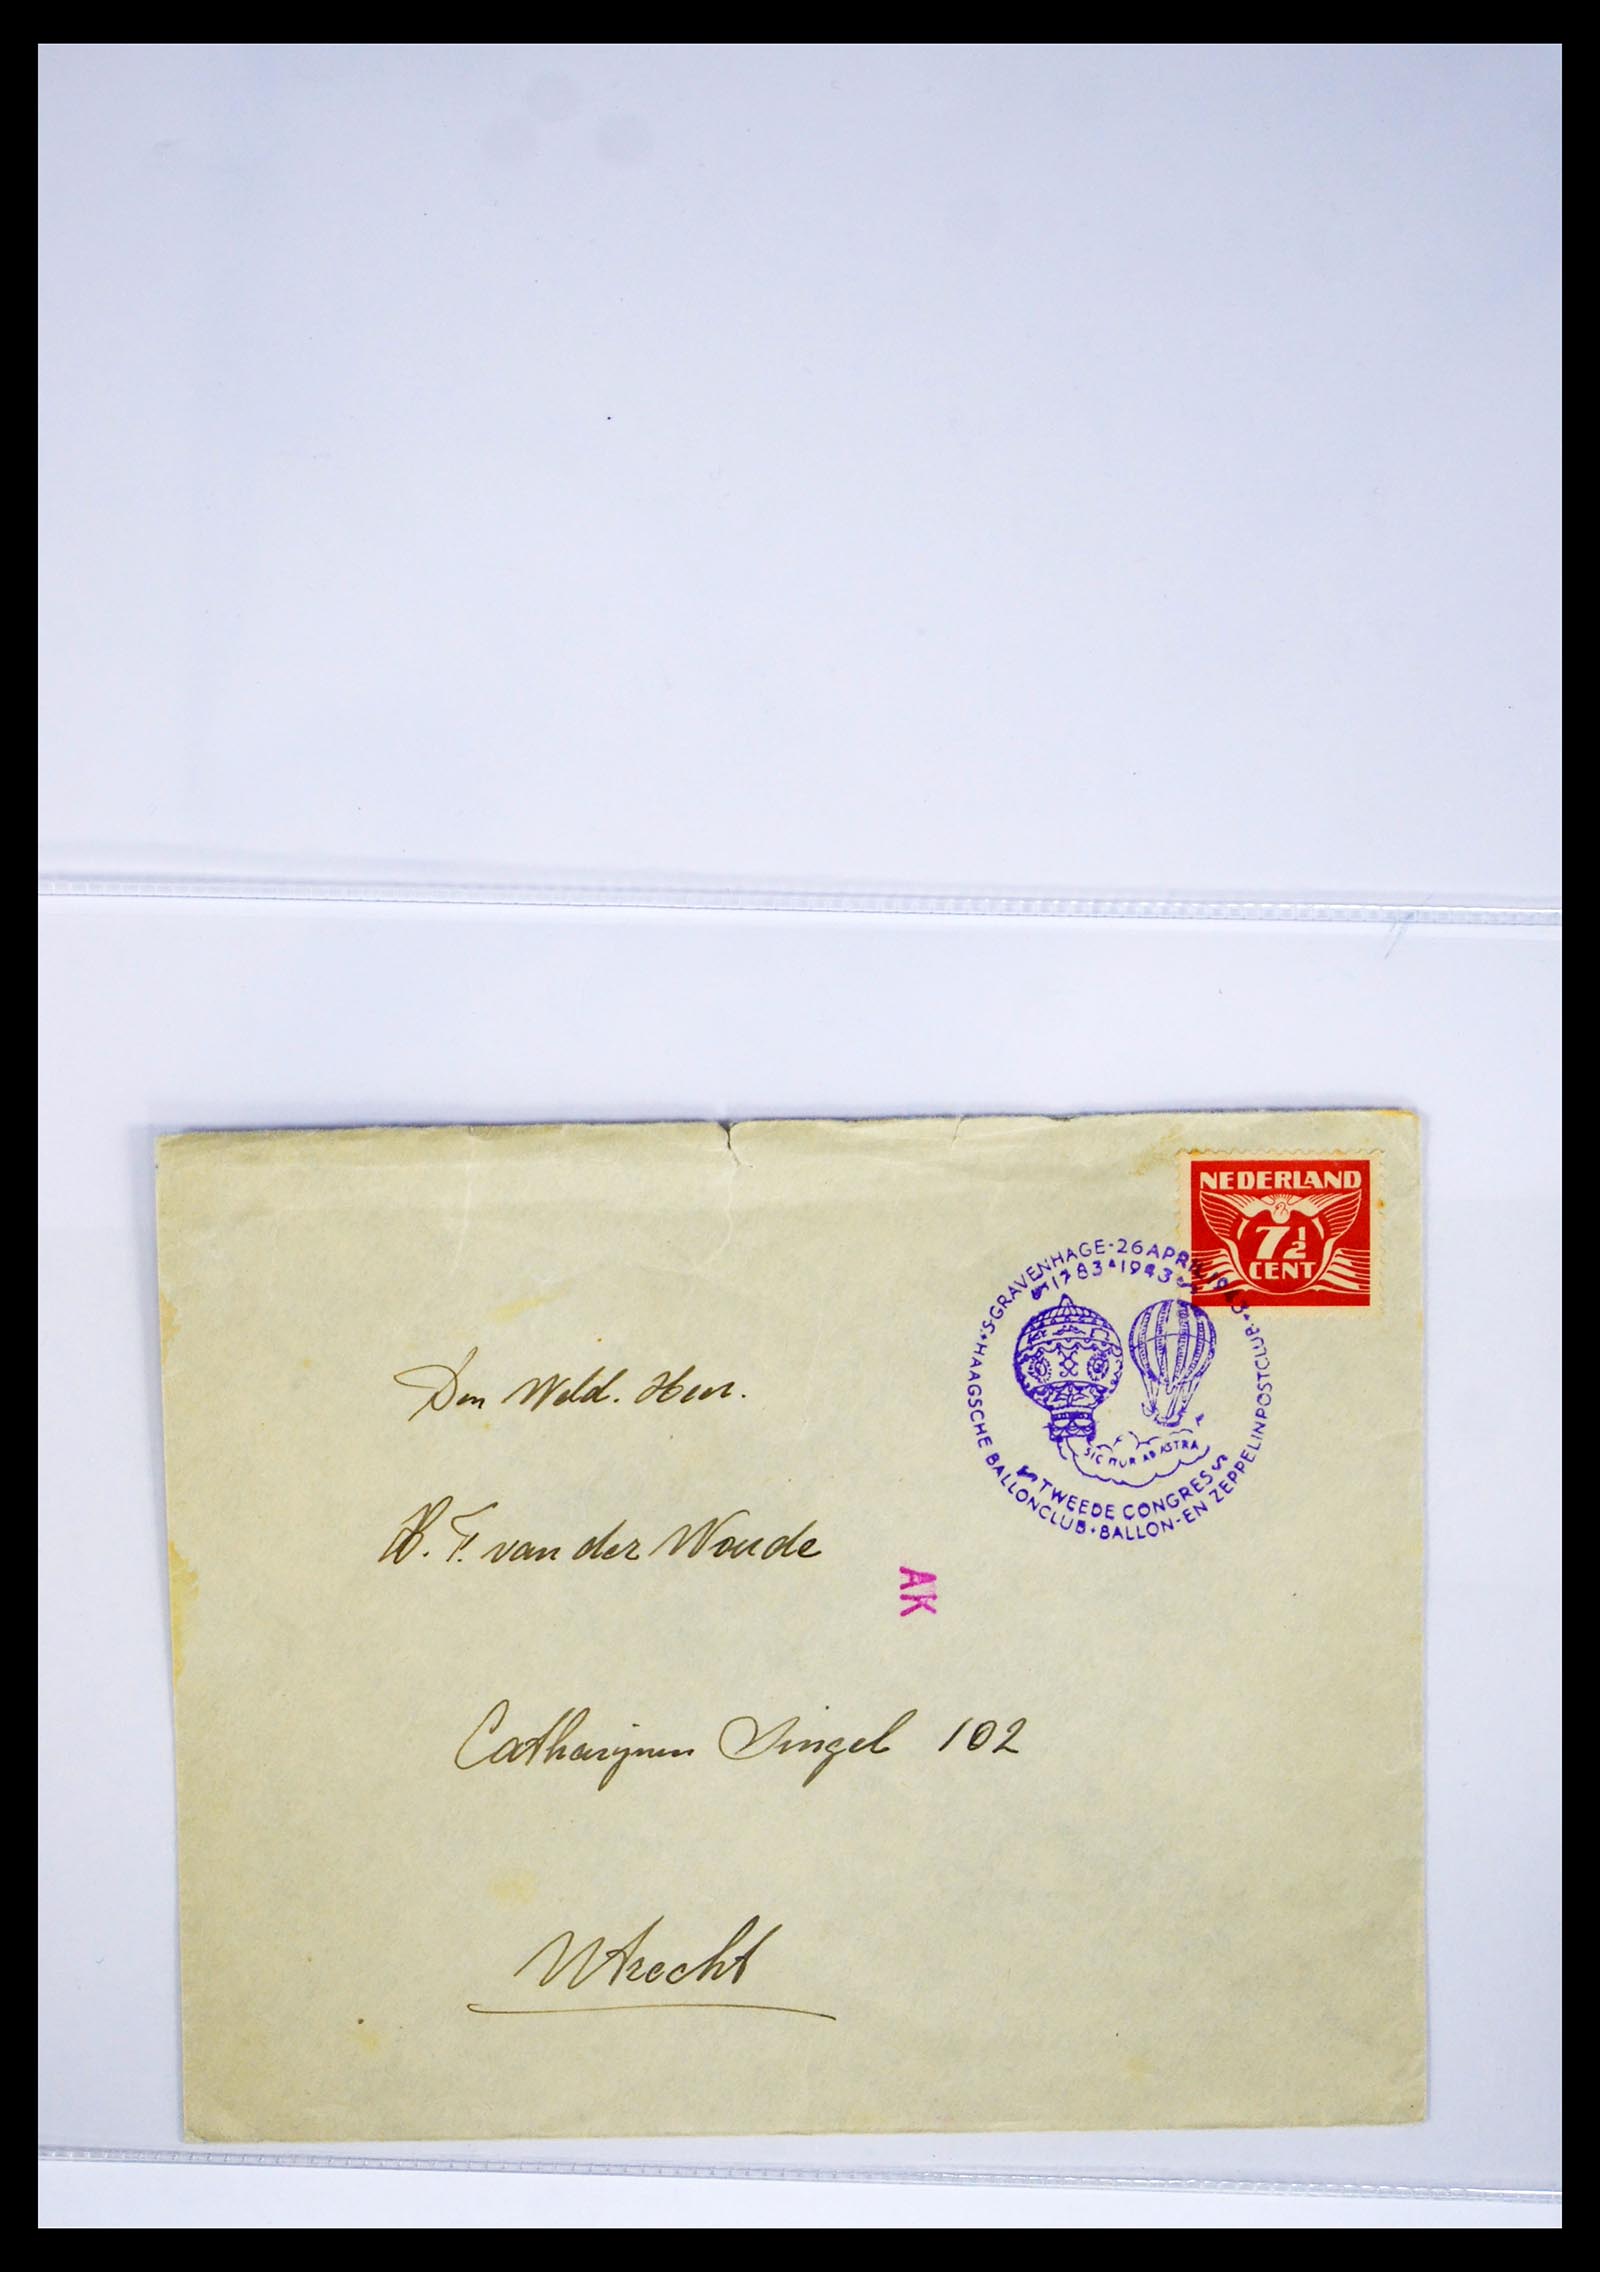 NEDERLAND
7½
CENT
'S-GRAVENHAGE-26 APRIL 1943
HAAGSCHE BALLONCLUB • BALLON-EN ZEPPELINPOSTCLUB
1783 1943
SIC ITUR AD ASTRA
TWEEDE CONGRES
Den Weld. Heer.
H. F. van der Woude
AK
Catharijnen Singel 102
Utrecht